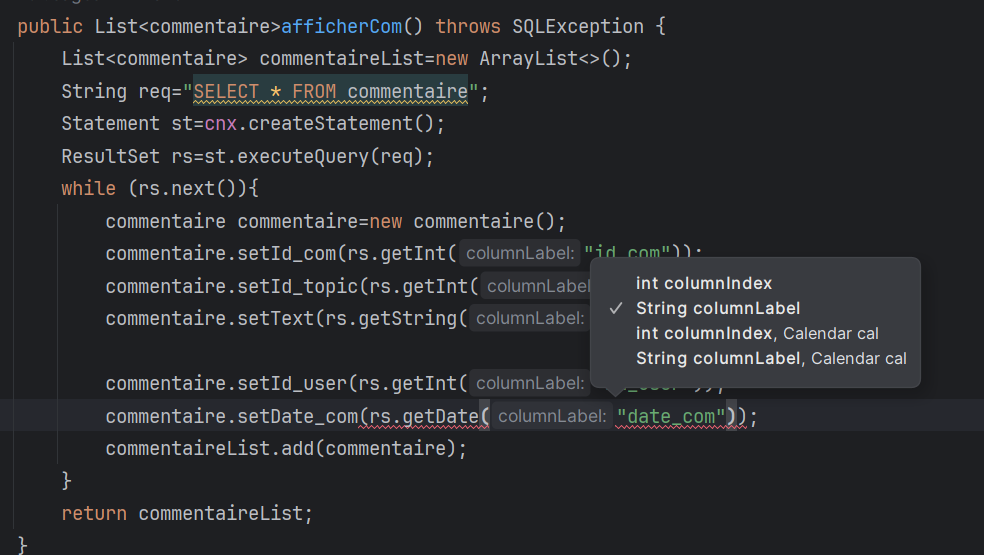 public List<commentaire>afficherCom() throws SQLException {
List<commentaire> commentaireList=new ArrayList<>();
String req="SELECT * FROM commentaire";
Statement st=cnx.createStatement();
ResultSet rs=st.executeQuery(req);
while (rs.next()){
commentaire commentaire=new commentaire();
commentaire.setId_com(rs.getInt( columnLabel: "id_com"));
commentaire.setId_topic(rs.getInt( columnLabel
commentaire.setText(rs.getString( columnLabel:
int columnIndex
✓ String columnLabel
int columnIndex, Calendar cal
String columnLabel, Calendar cal
commentaire.setId_user(rs.getInt( columnLabel:
commentaire.setDate_com(rs.getDate( columnLabel: "date_com"));
commentaireList.add(commentaire);
}
return commentaireList;
}